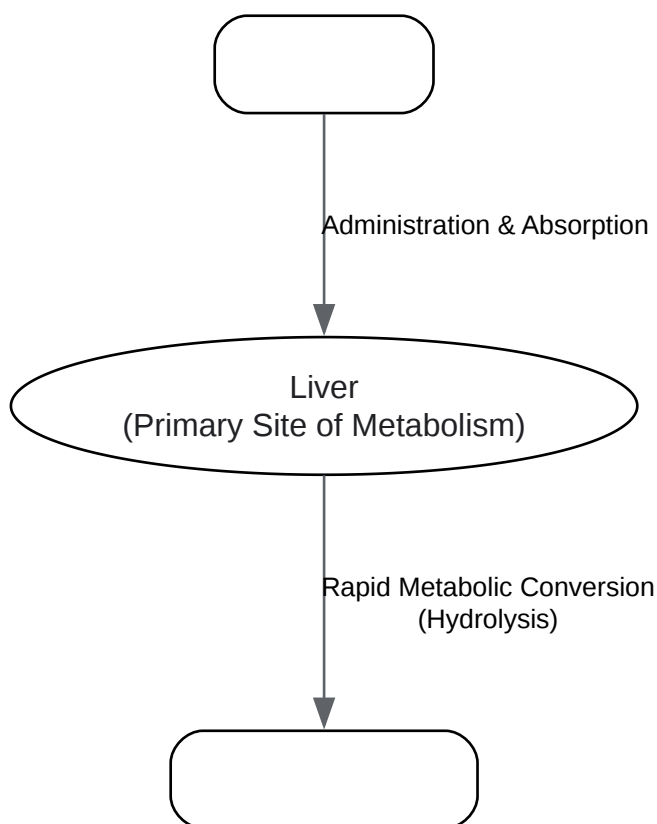 Administration & Absorption
Liver
(Primary Site of Metabolism)
Rapid Metabolic Conversion
(Hydrolysis)